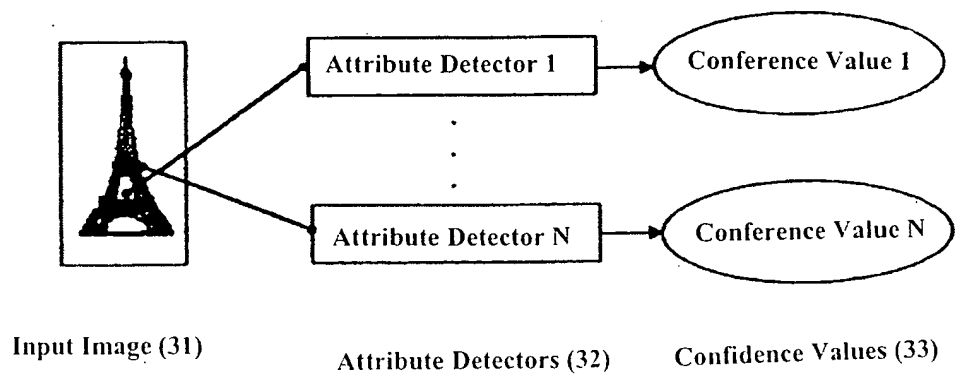 Attribute Detector 1
Conference Value 1
Attribute Detector N
Conference Value N
Input Image (31)
Attribute Detectors (32)
Confidence Values (33)